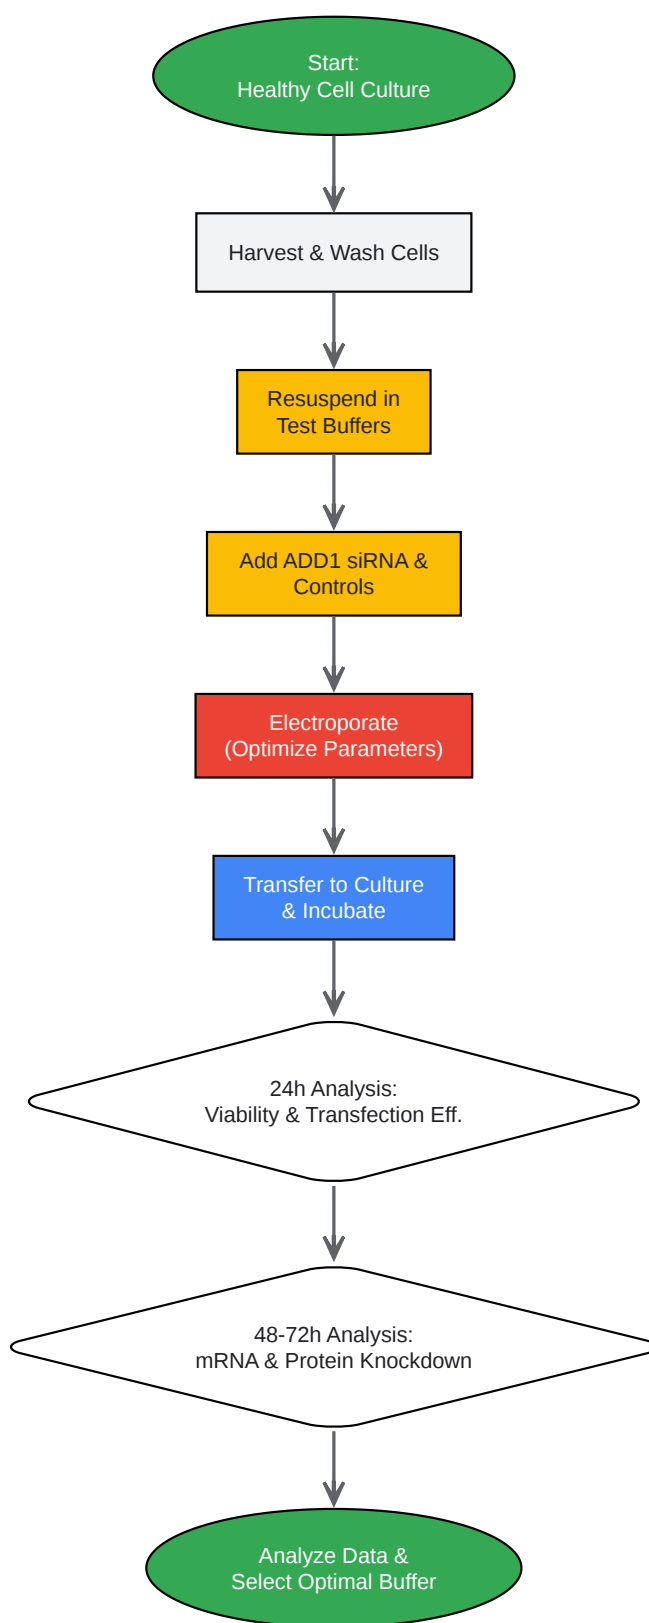 Start:
Healthy Cell Culture
Harvest & Wash Cells
Resuspend in
Test Buffers
Add ADD1 siRNA &
Controls
Electroporate
(Optimize Parameters)
Transfer to Culture
& Incubate
24h Analysis:
Viability & Transfection Eff.
48-72h Analysis:
mRNA & Protein Knockdown
Analyze Data &
Select Optimal Buffer